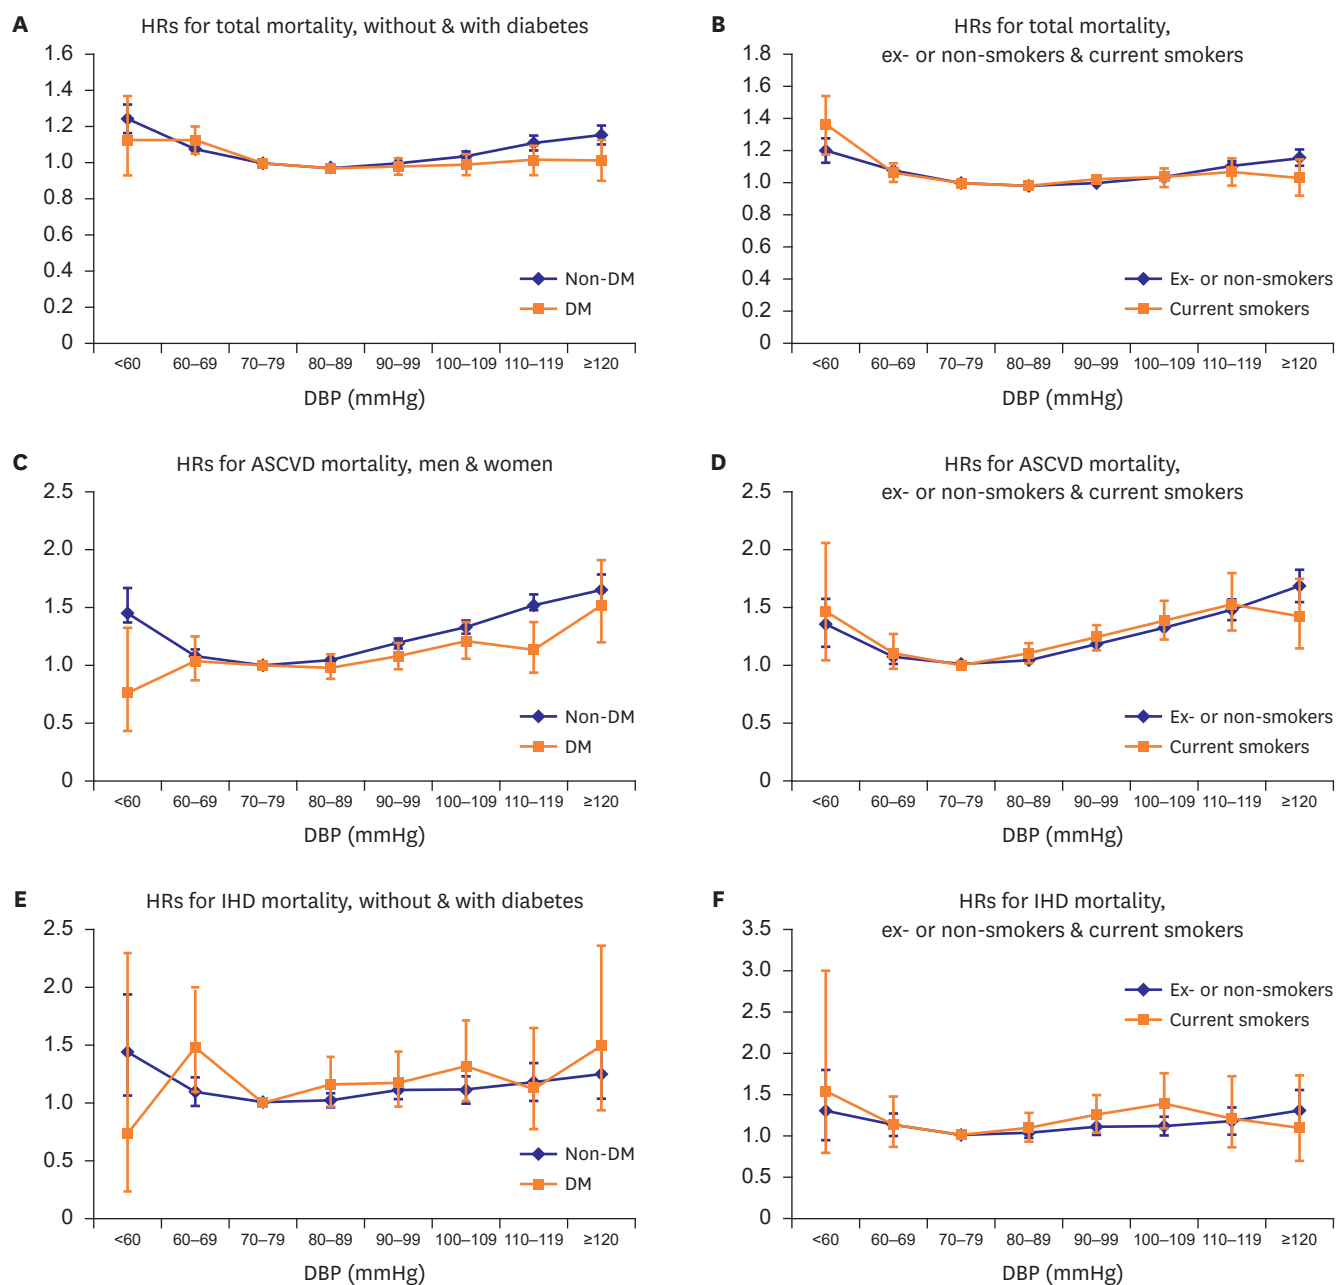 A
HRs for total mortality, without & with diabetes
1.6
1.4
1.2
1.0
0.8
0.6
0.4
0.2
0
Non-DM
DM
<60 60–69 70–79 80–89 90–99 100–109 110–119 ≥120
DBP (mmHg)
B
HRs for total mortality,
ex- or non-smokers & current smokers
1.8
1.6
1.4
1.2
1.0
0.8
0.6
0.4
0.2
0
Ex- or non-smokers
Current smokers
<60 60–69 70–79 80–89 90–99 100–109 110–119 ≥120
DBP (mmHg)
C
HRs for ASCVD mortality, men & women
2.5
2.0
1.5
1.0
0.5
0
Non-DM
DM
<60 60–69 70–79 80–89 90–99 100–109 110–119 ≥120
DBP (mmHg)
D
HRs for ASCVD mortality,
ex- or non-smokers & current smokers
2.5
2.0
1.5
1.0
0.5
0
Ex- or non-smokers
Current smokers
<60 60–69 70–79 80–89 90–99 100–109 110–119 ≥120
DBP (mmHg)
E
HRs for IHD mortality, without & with diabetes
2.5
2.0
1.5
1.0
0.5
0
Non-DM
DM
<60 60–69 70–79 80–89 90–99 100–109 110–119 ≥120
DBP (mmHg)
F
HRs for IHD mortality,
ex- or non-smokers & current smokers
3.5
3.0
2.5
2.0
1.5
1.0
0.5
0
Ex- or non-smokers
Current smokers
<60 60–69 70–79 80–89 90–99 100–109 110–119 ≥120
DBP (mmHg)